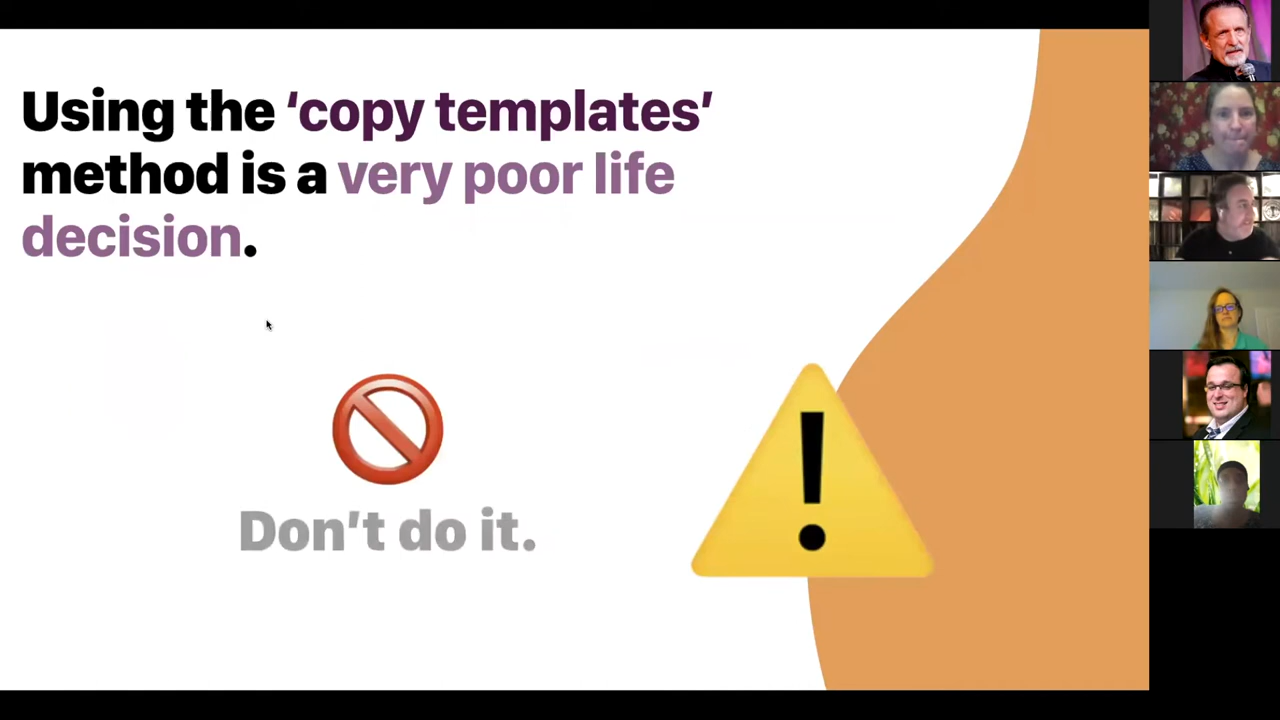 Using the ‘copy templates’
method is a very poor life
decision.
Don’t do it.